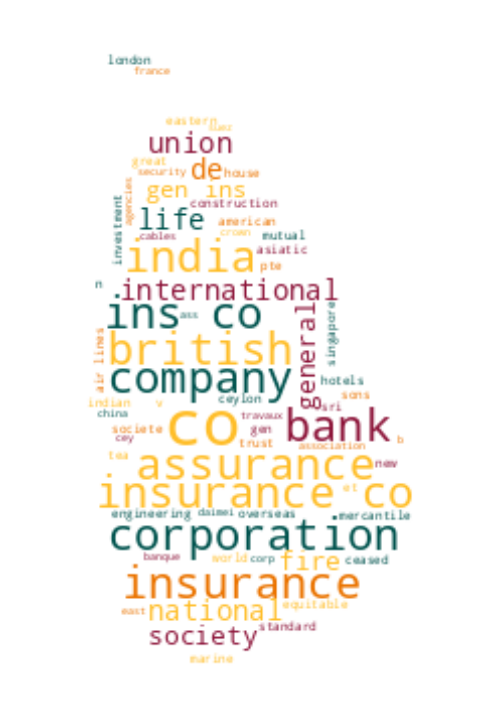 london
france
eastern
suez
union
great
de
security
house
gen ins
agencies
construction
investment
life
american
crown
cables
mutual
india
asiatic
pte
n
international
ins co
ass
general
singapore
british
air lines
company
hotels
ceylon
sons
indian
v
sri
china
co
travaux
bank
societe
gen
cey
trust
association
b
tea
assurance
new
insurance co
et
engineering
daimei
overseas
mercantile
corporation
banque
world
corp
fire
ceased
insurance
east
national
equitable
society
standard
marine